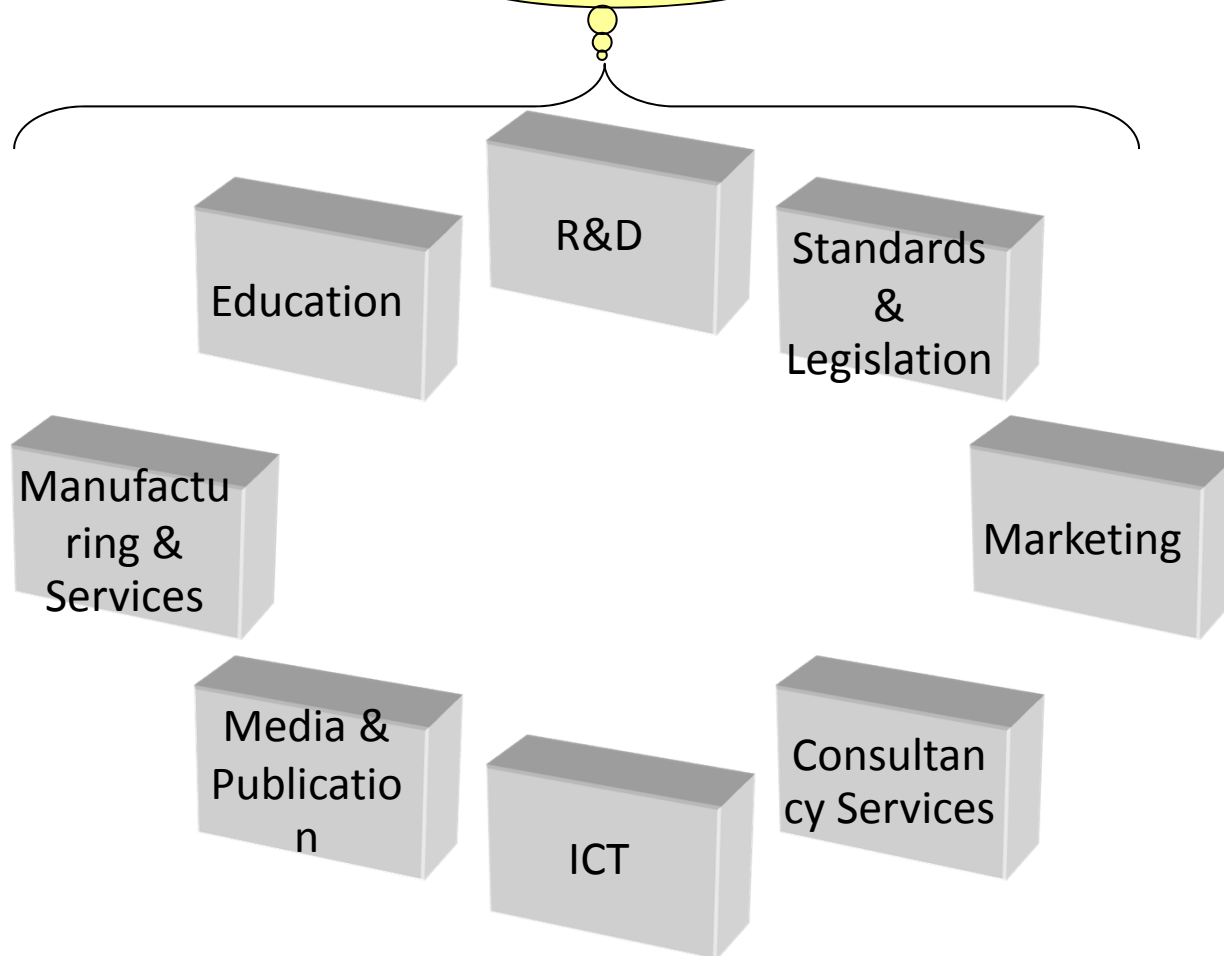 R&D
Education
Standards
&
Legislation
Manufactu
ring &
Services
Marketing
Media &
Publicatio
n
Consultan
cy Services
ICT